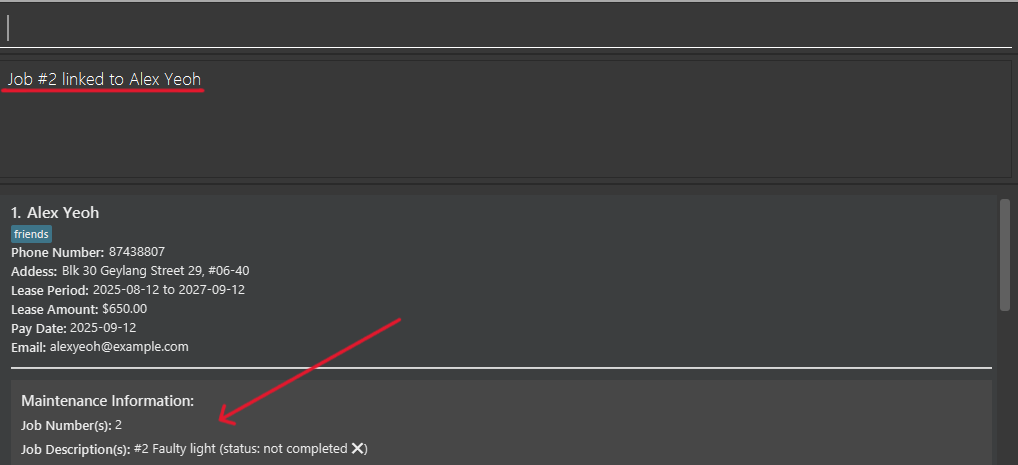 Job #2 linked to Alex Yeoh
1. Alex Yeoh
friends
Phone Number: 87438807
Addess: Blk 30 Geylang Street 29, #06-40
Lease Period: 2025-08-12 to 2027-09-12
Lease Amount: $650.00
Pay Date: 2025-09-12
Email: alexyeoh@example.com
Maintenance Information:
Job Number(s): 2
Job Description(s): #2 Faulty light (status: not completed ❌)